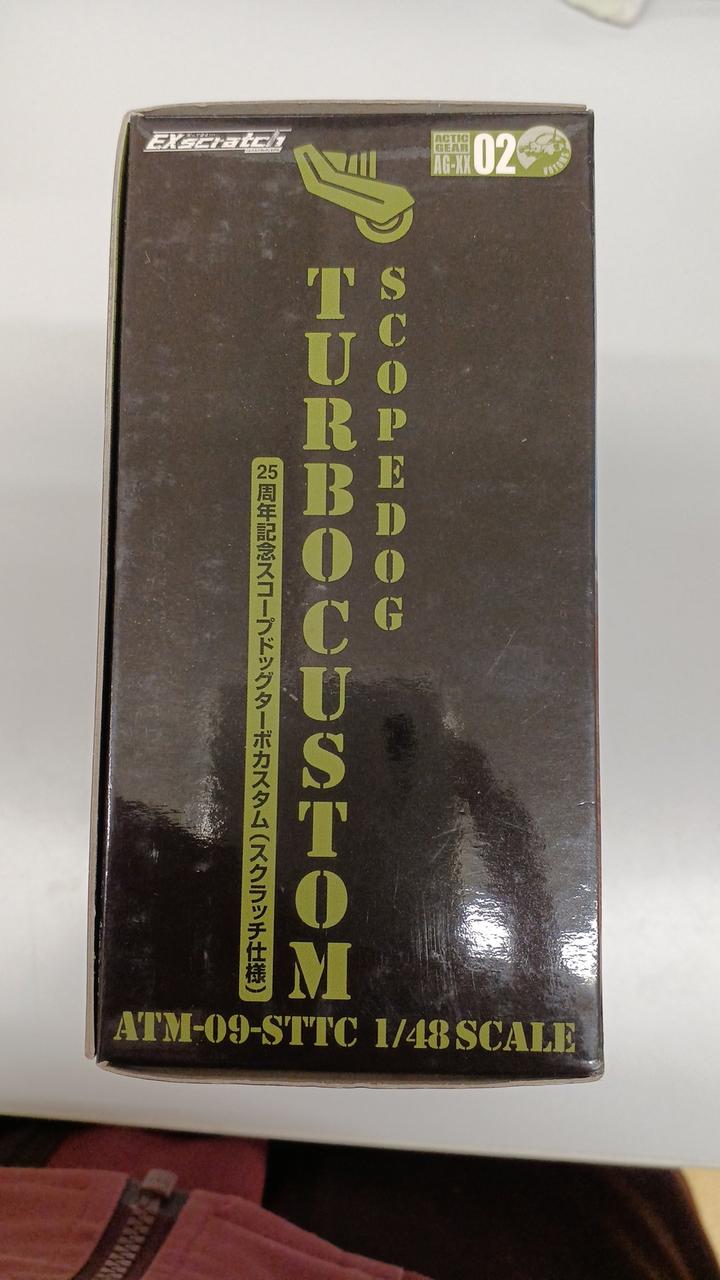 EXscratch
ACTIC
GEAR
AG-XX
02
VOTOMS
SCOPEDOG
TURBOCUSTOM
25周年記念スコープドッグターボカスタム(スクラッチ仕様)
ATM-09-STTC 1/48 SCALE